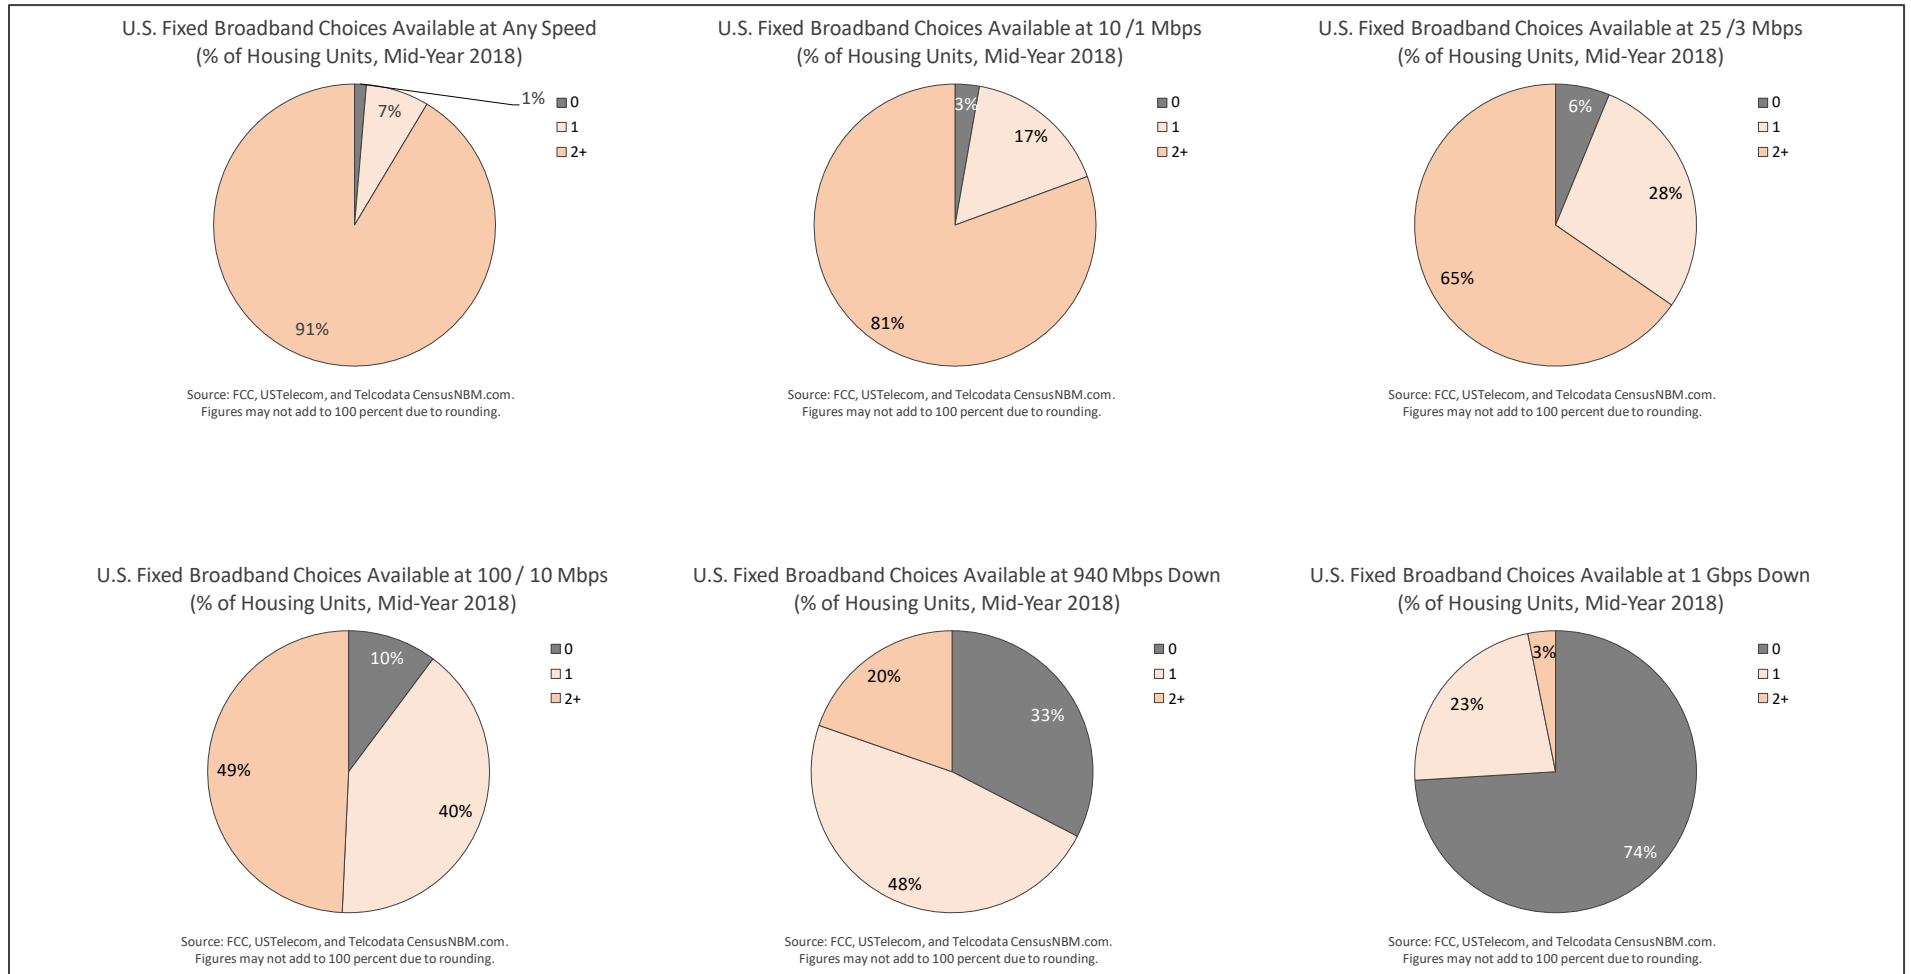 U.S. Fixed Broadband Choices Available at Any Speed
(% of Housing Units, Mid-Year 2018)
1%
7%
91%
0
1
2+
Source: FCC, USTelecom, and Telcodata CensusNBM.com.
Figures may not add to 100 percent due to rounding.
U.S. Fixed Broadband Choices Available at 10 /1 Mbps
(% of Housing Units, Mid-Year 2018)
3%
17%
81%
0
1
2+
Source: FCC, USTelecom, and Telcodata CensusNBM.com.
Figures may not add to 100 percent due to rounding.
U.S. Fixed Broadband Choices Available at 25 /3 Mbps
(% of Housing Units, Mid-Year 2018)
6%
28%
65%
0
1
2+
Source: FCC, USTelecom, and Telcodata CensusNBM.com.
Figures may not add to 100 percent due to rounding.
U.S. Fixed Broadband Choices Available at 100 / 10 Mbps
(% of Housing Units, Mid-Year 2018)
10%
40%
49%
0
1
2+
Source: FCC, USTelecom, and Telcodata CensusNBM.com.
Figures may not add to 100 percent due to rounding.
U.S. Fixed Broadband Choices Available at 940 Mbps Down
(% of Housing Units, Mid-Year 2018)
20%
33%
48%
0
1
2+
Source: FCC, USTelecom, and Telcodata CensusNBM.com.
Figures may not add to 100 percent due to rounding.
U.S. Fixed Broadband Choices Available at 1 Gbps Down
(% of Housing Units, Mid-Year 2018)
3%
23%
74%
0
1
2+
Source: FCC, USTelecom, and Telcodata CensusNBM.com.
Figures may not add to 100 percent due to rounding.